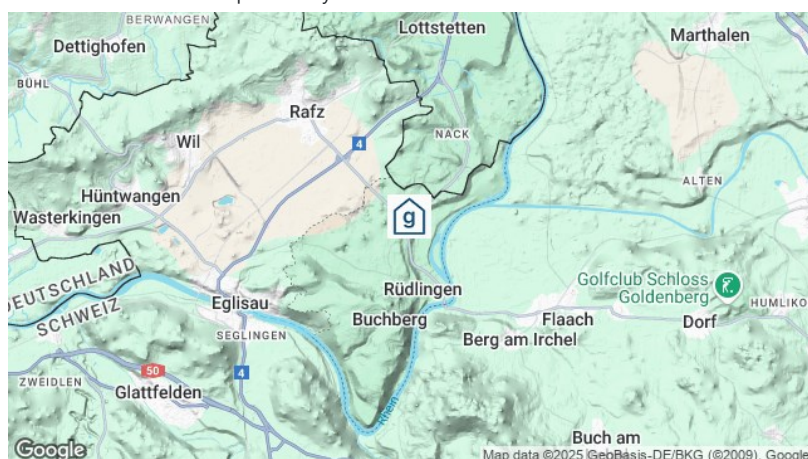 BERWANGEN
Dettighofen
BÜHL
Lottstetten
Marthalen
Rafz
NACK
4
Wil
ALTEN
Hüntwangen
Wasterkingen
g
DEUTSCHLAND
SCHWEIZ
Eglisau
SEGLINGEN
Rüdlingen
Buchberg
Golfclub Schloss
Goldenberg
HUMLIKO
Flaach
Dorf
Berg am Irchel
50
4
ZWEIDLEN
Glattfelden
Rhein
Buch am
Google
Map data ©2025 GeoBasis-DE/BKG (©2009), Google